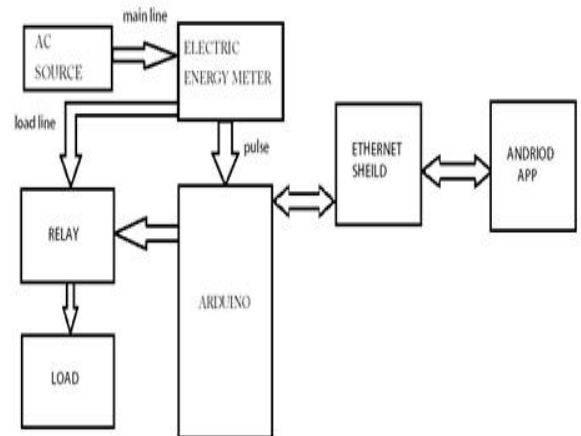 main line
AC
SOURCE
ELECTRIC
ENERGY METER
load line
pulse
ETHERNET
SHEILD
ANDRIOD
APP
RELAY
ARDUINO
LOAD